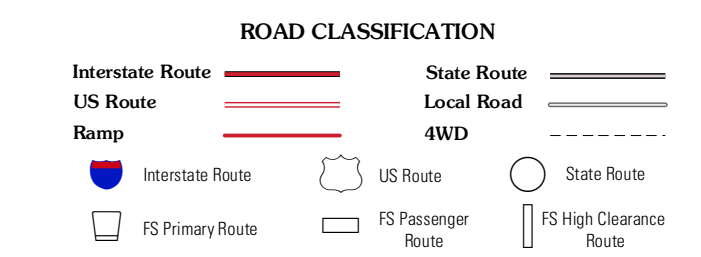 ROAD CLASSIFICATION
Interstate Route
State Route
US Route
Local Road
Ramp
4WD
Interstate Route
US Route
State Route
FS Primary Route
FS Passenger
Route
FS High Clearance
Route